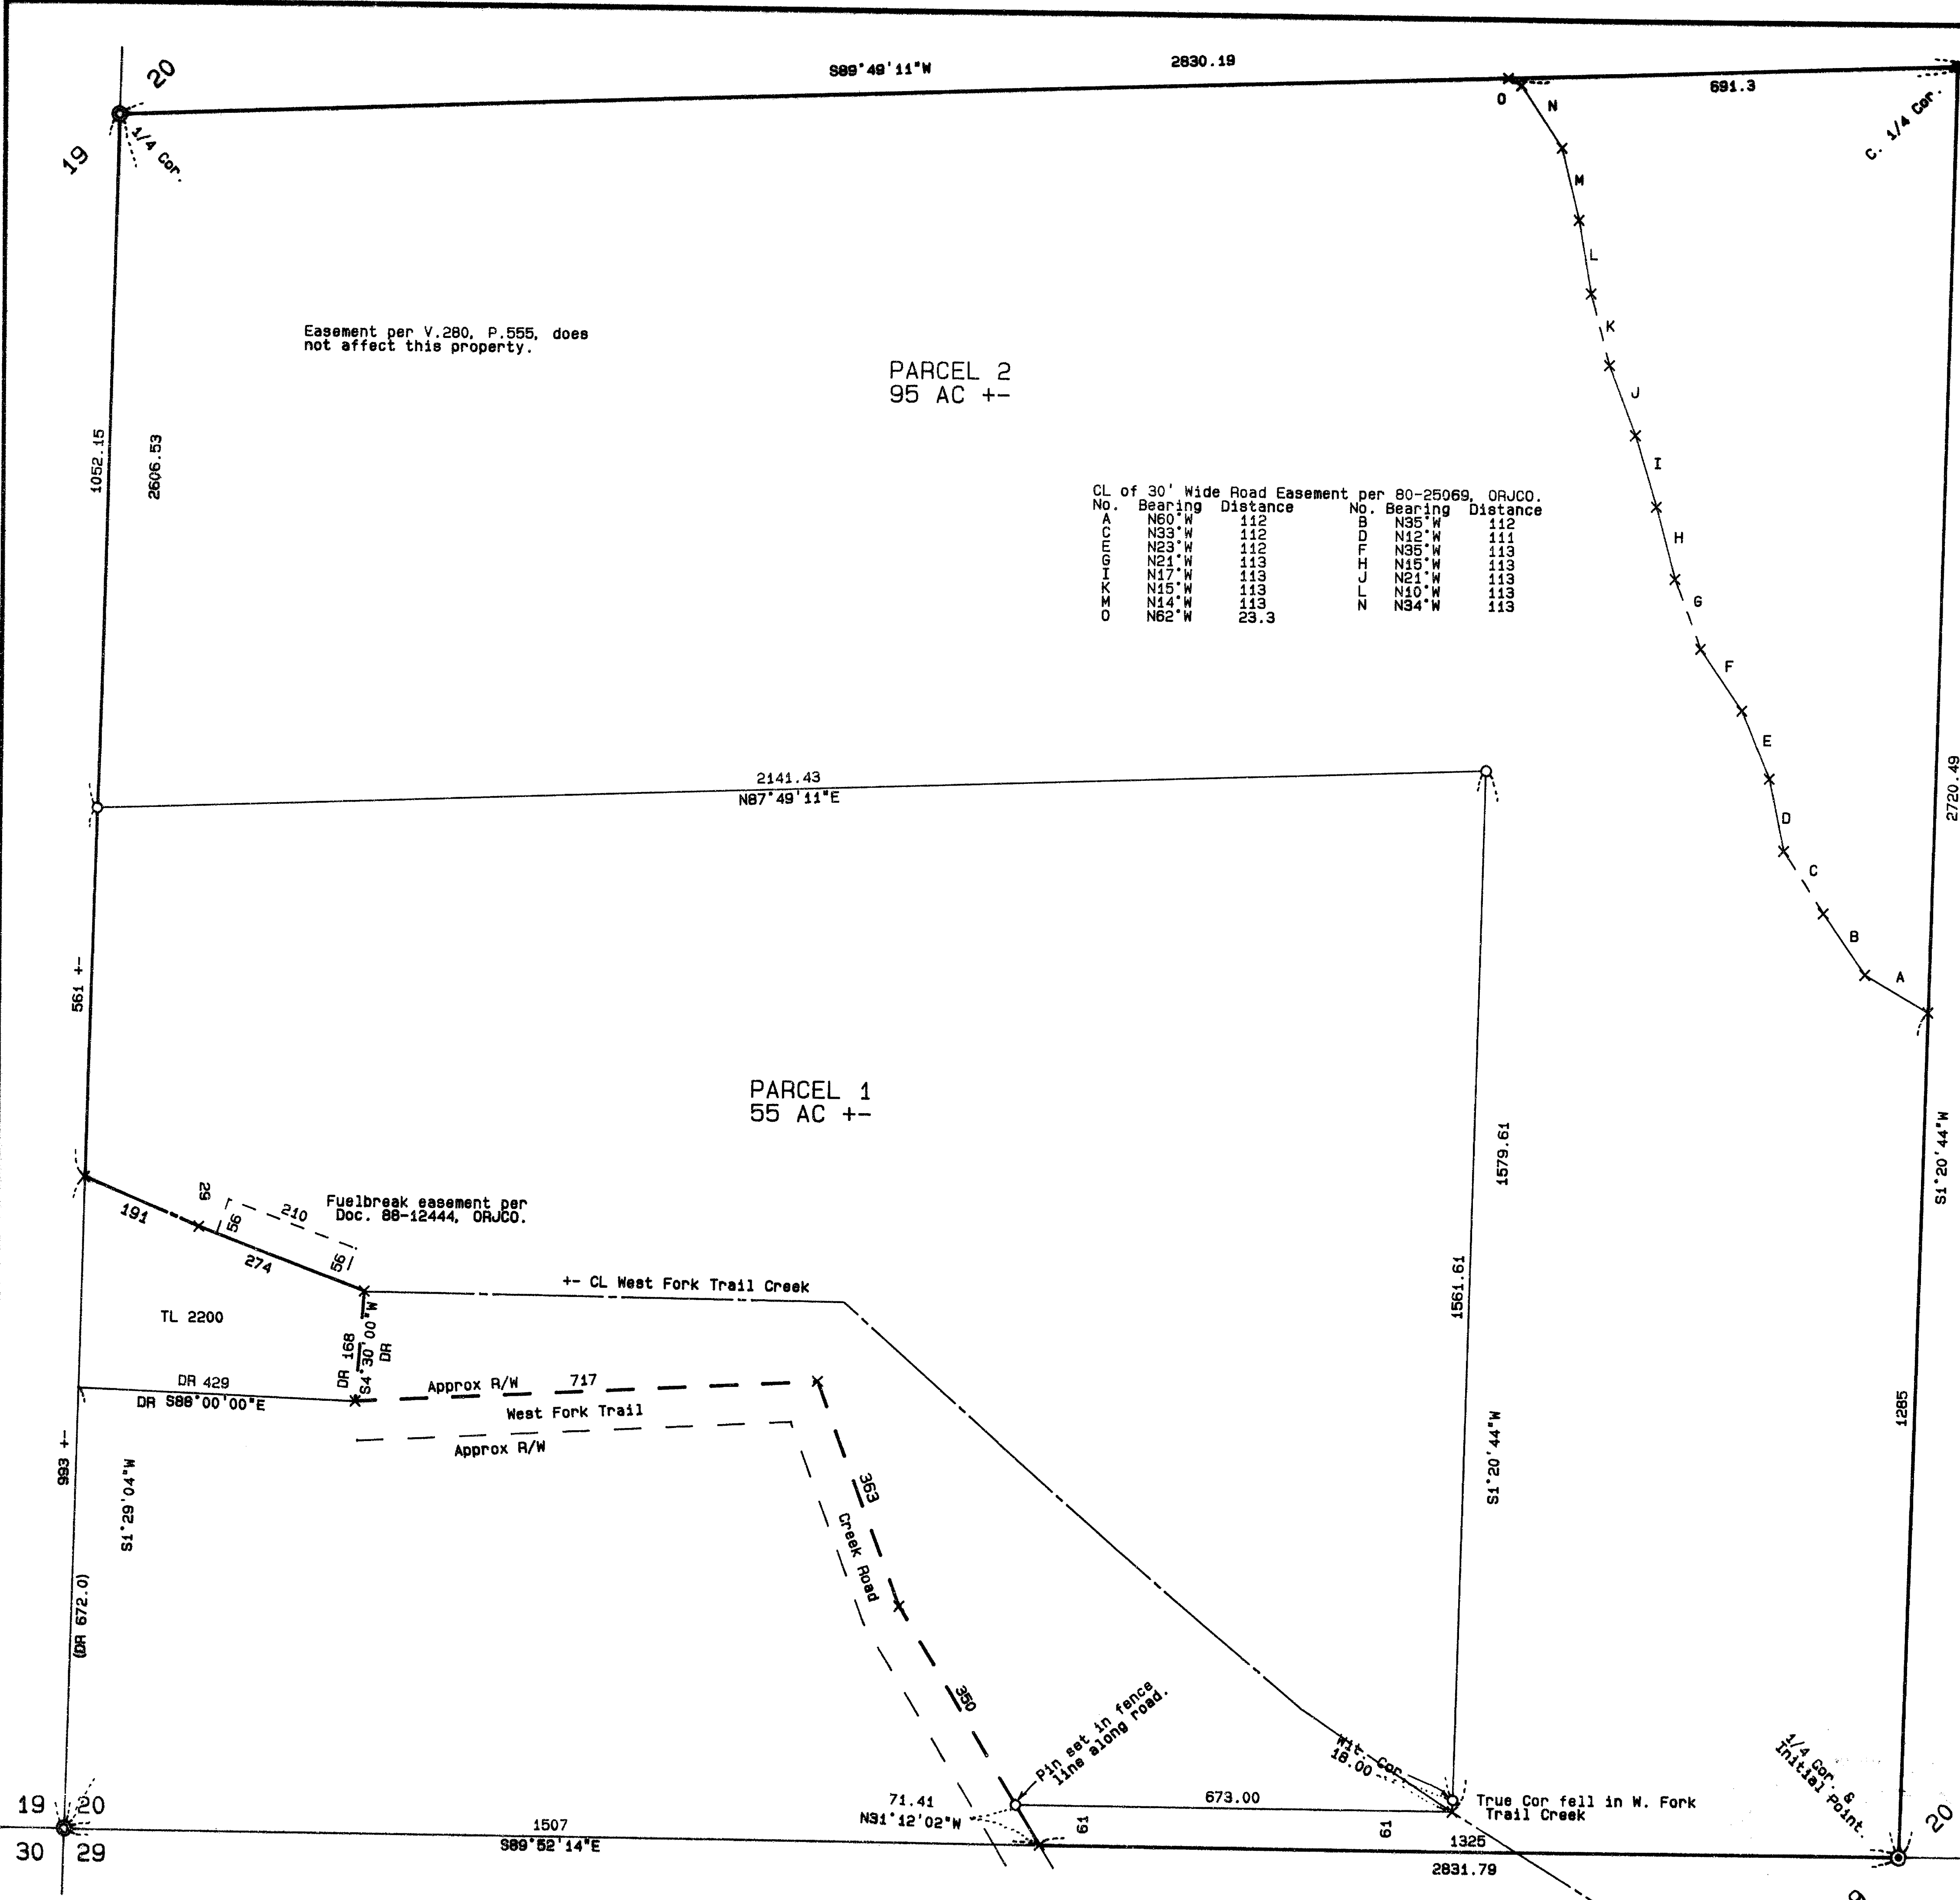 20
S89°49'11"W
2830.19
691.3
O
N
19
1/4 Cor.
C. 1/4 Cor.
M
L
Easement per V.280, P.555, does
not affect this property.
K
PARCEL 2
95 AC +-
J
1052.15
2606.53
I
CL of 30' Wide Road Easement per 80-25069, ORJCO.
No. Bearing Distance No. Bearing Distance
A N60°W 112 B N35°W 112
C N33°W 112 D N12°W 111
E N23°W 112 F N35°W 113
G N21°W 113 H N15°W 113
I N17°W 113 J N21°W 113
K N15°W 113 L N10°W 113
M N14°W 113 N N34°W 113
O N62°W 23.3
H
G
F
E
2141.43
N87°49'11"E
2720.49
D
C
B
A
561 +-
PARCEL 1
55 AC +-
1579.61
S1°20'44"W
191
29
56
210
56
274
Fuelbreak easement per
Doc. 88-12444, ORJCO.
+- CL West Fork Trail Creek
1561.61
TL 2200
DR 168
S4°30'00"W
DR
DR 429
DR S88°00'00"E
Approx R/W 717
West Fork Trail
Approx R/W
1285
993 +-
S1°29'04"W
363
Creek Road
S1°20'44"W
(DR 672.0)
350
Pin set in fence
line along road.
Wit. Cor.
18.00
1/4 Cor. &
Initial Point.
19 20
71.41
N31°12'02"W
673.00
True Cor fell in W. Fork
Trail Creek
20
61
61
1507
S89°52'14"E
1325
2831.79
30 29